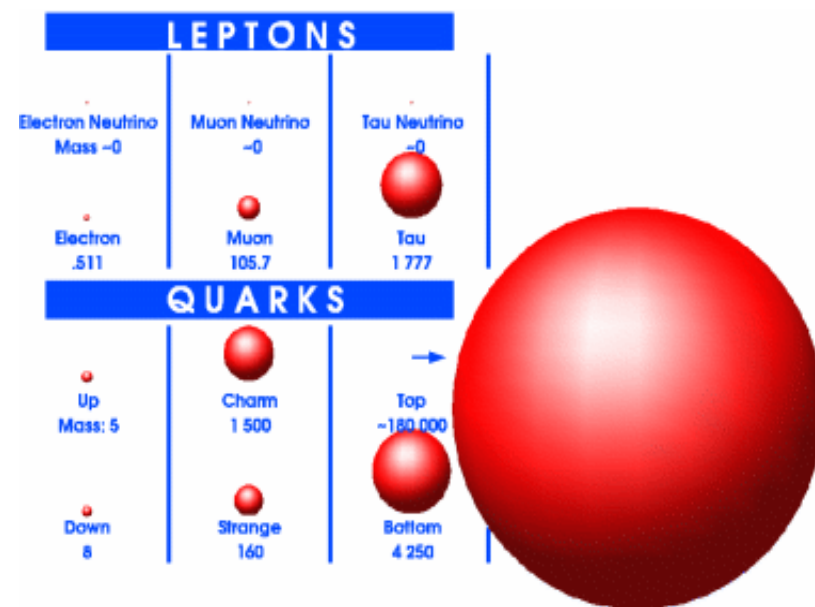 LEPTONS
Electron Neutrino Muon Neutrino Tau Neutrino
Mass ~0 ~0 ~0
Electron Muon Tau
.511 105.7 1 777
QUARKS
Up Charm Top
Mass: 5 1 500 ~180 000
Down Strange Bottom
8 160 4 250